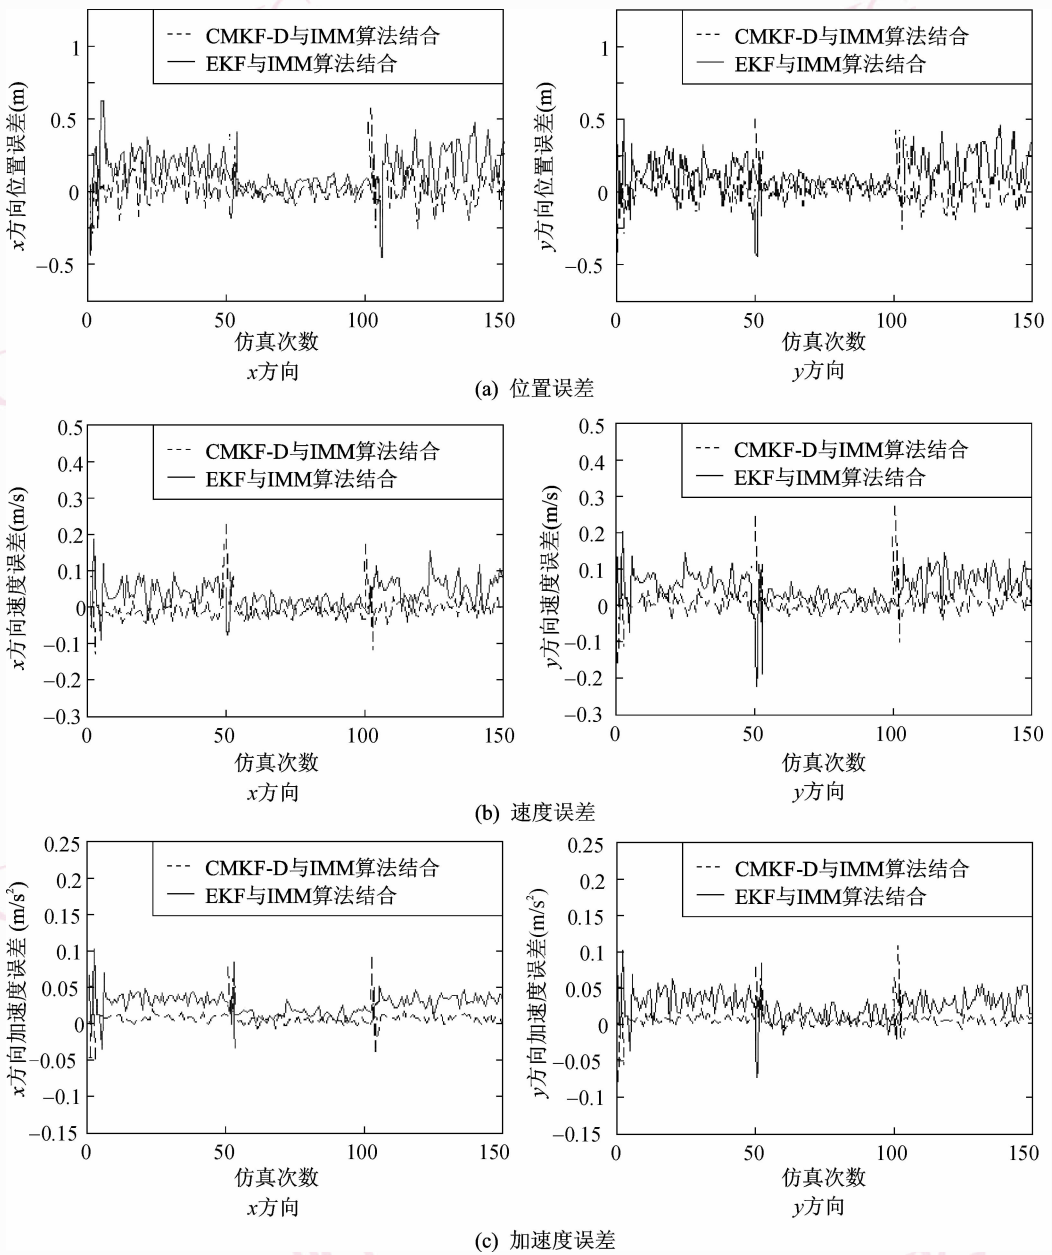 CMKF-D与IMM算法结合
EKF与IMM算法结合
1
0.5
0
−0.5
x方向位置误差(m)
0 50 100 150
仿真次数
x方向
CMKF-D与IMM算法结合
EKF与IMM算法结合
1
0.5
0
−0.5
y方向位置误差(m)
0 50 100 150
仿真次数
y方向
(a) 位置误差
CMKF-D与IMM算法结合
EKF与IMM算法结合
0.5
0.4
0.3
0.2
0.1
0
−0.1
−0.2
−0.3
x方向速度误差(m/s)
0 50 100 150
仿真次数
x方向
CMKF-D与IMM算法结合
EKF与IMM算法结合
0.5
0.4
0.3
0.2
0.1
0
−0.1
−0.2
−0.3
y方向速度误差(m/s)
0 50 100 150
仿真次数
y方向
(b) 速度误差
CMKF-D与IMM算法结合
EKF与IMM算法结合
0.25
0.2
0.15
0.1
0.05
0
−0.05
−0.1
−0.15
x方向加速度误差 (m/s²)
0 50 100 150
仿真次数
x方向
CMKF-D与IMM算法结合
EKF与IMM算法结合
0.25
0.2
0.15
0.1
0.05
0
−0.05
−0.1
−0.15
y方向加速度误差(m/s²)
0 50 100 150
仿真次数
y方向
(c) 加速度误差